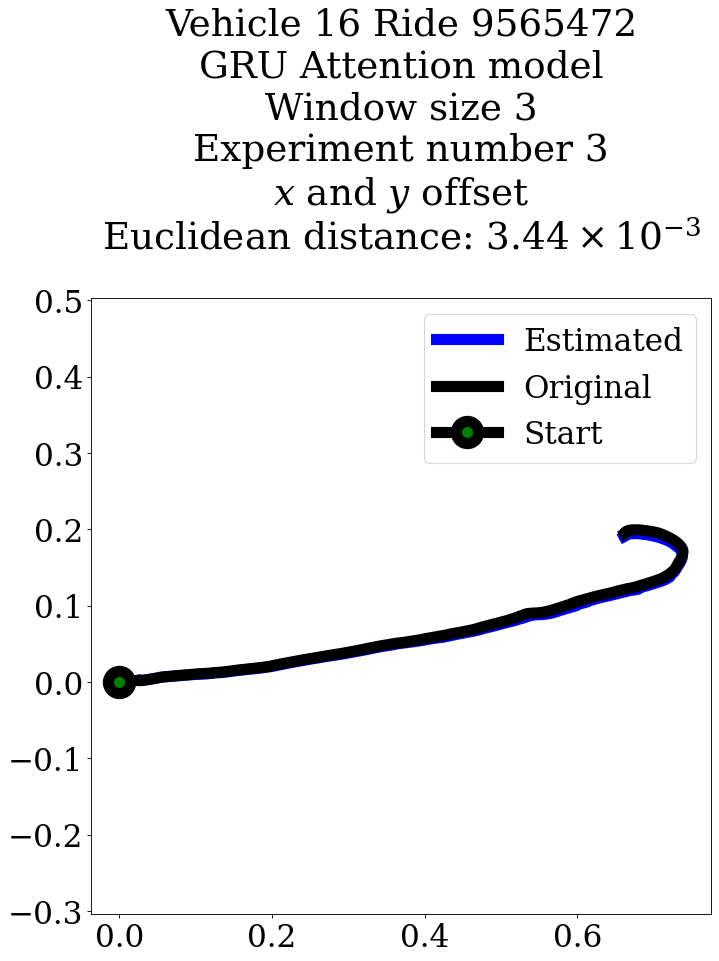 Vehicle 16 Ride 9565472
GRU Attention model
Window size 3
Experiment number 3
x and y offset
Euclidean distance: 3.44 × 10⁻³
0.5
0.4
0.3
0.2
0.1
0.0
−0.1
−0.2
−0.3
Estimated
Original
Start
0.0 0.2 0.4 0.6